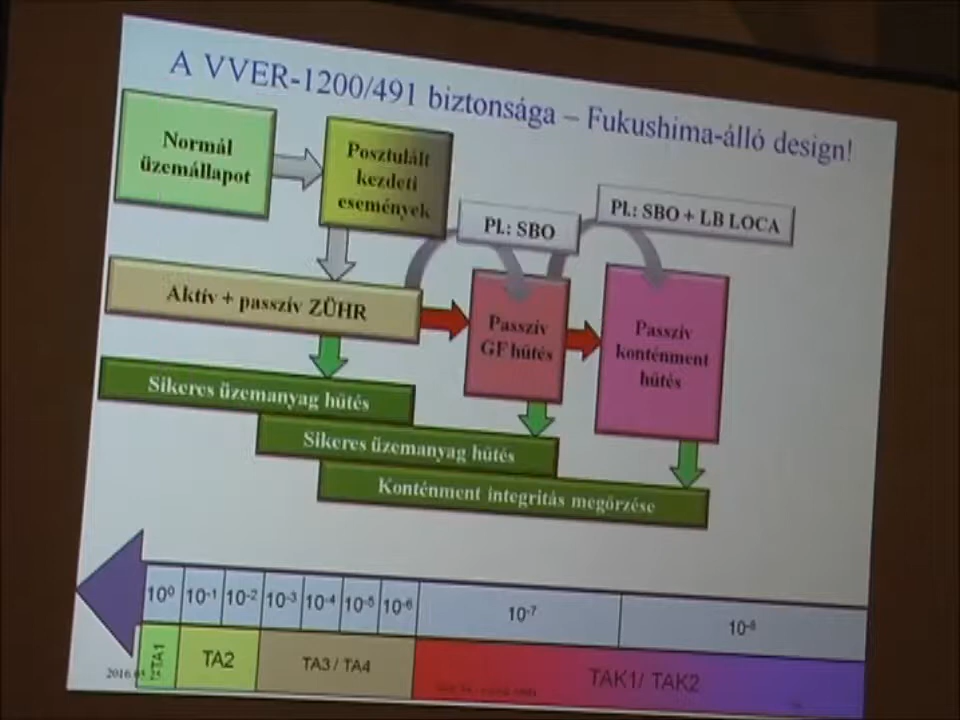 A VVER-1200/491 biztonsága – Fukushima-álló design!
Normál
üzemállapot
Posztulált
kezdeti
események
Pl.: SBO
Pl.: SBO + LB LOCA
Aktív + passzív ZÜHR
Passzív
GF hűtés
Passzív
konténment
hűtés
Sikeres üzemanyag hűtés
Sikeres üzemanyag hűtés
Konténment integritás megőrzése
10⁰ 10⁻¹ 10⁻² 10⁻³ 10⁻⁴ 10⁻⁵ 10⁻⁶ 10⁻⁷ 10⁻⁸
TA1 TA2 TA3/ TA4 TAK1/ TAK2